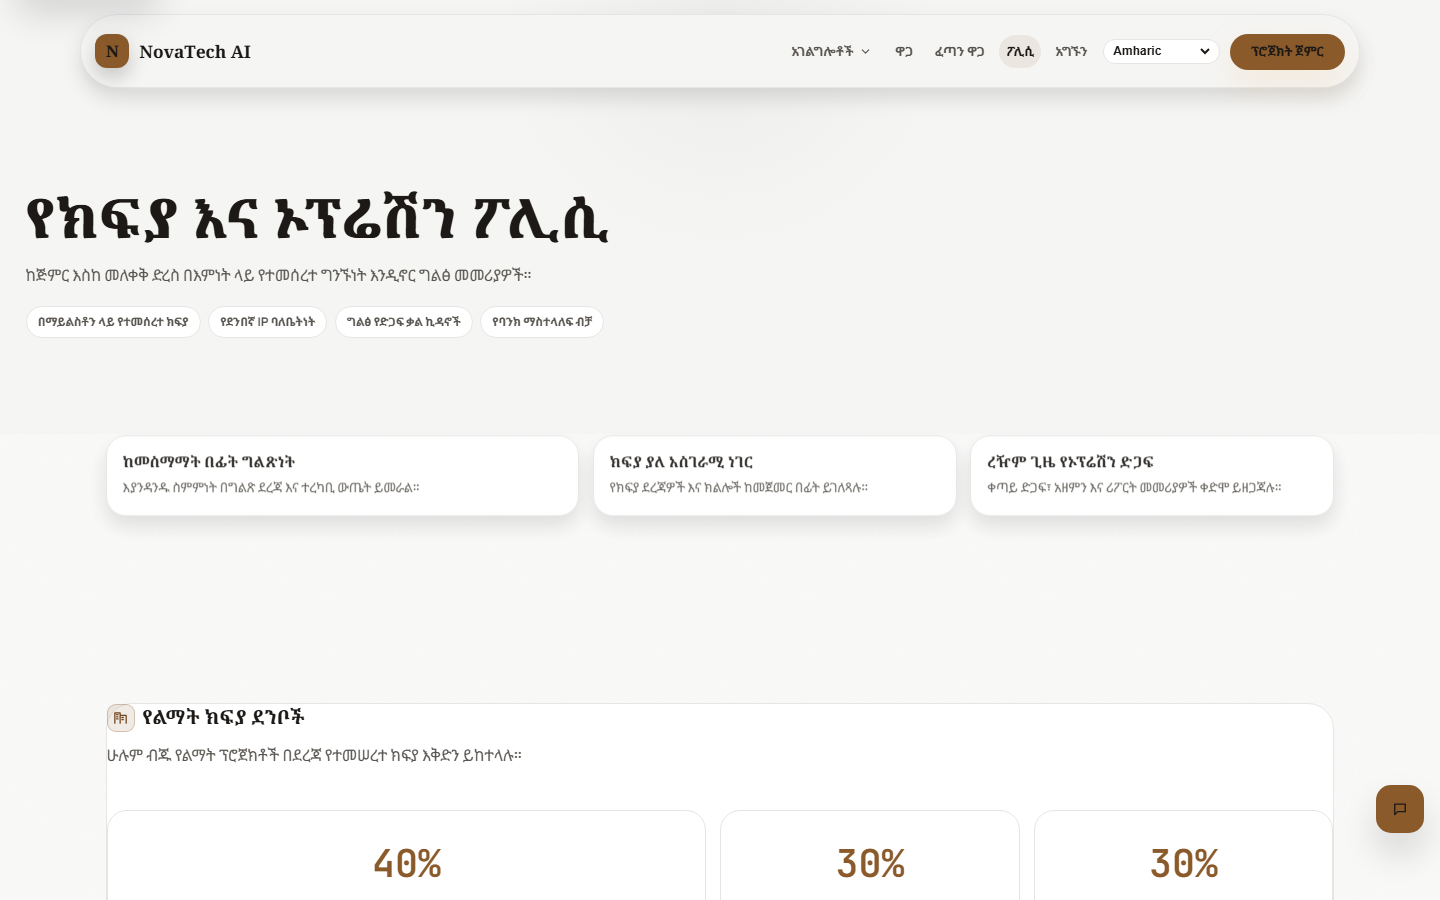 N NovaTech AI አገልግሎቶች ዋጋ ፈጣን ዋጋ ፖሊሲ አግኙን Amharic ፕሮጀክት ጀምር
የክፍያ እና ኦፕሬሽን ፖሊሲ
ከጅምር እስከ መለቀቅ ድረስ በእምነት ላይ የተመሰረተ ግንኙነት እንዲኖር ግልፅ መመሪያዎች።
በማይልስቶን ላይ የተመሰረተ ክፍያ የደንበኛ IP ባለቤትነት ግልፅ የድጋፍ ቃል ኪዳኖች የባንክ ማስተላለፍ ብቻ
ከመስማማት በፊት ግልጽነት
እያንዳንዱ ስምምነት በግልጽ ደረጃ እና ተረካቢ ውጤት ይመራል።
ክፍያ ያለ አስገራሚ ነገር
የክፍያ ደረጃዎች እና ክልሎች ከመጀመር በፊት ይገለጻሉ።
ረዥም ጊዜ የኦፕሬሽን ድጋፍ
ቀጣይ ድጋፍ፣ አዘምን እና ሪፖርት መመሪያዎች ቀድሞ ይዘጋጃሉ።
የልማት ክፍያ ደንቦች
ሁሉም ብጁ የልማት ፕሮጀክቶች በደረጃ የተመሠረተ ክፍያ እቅድን ይከተላሉ።
40% 30% 30%